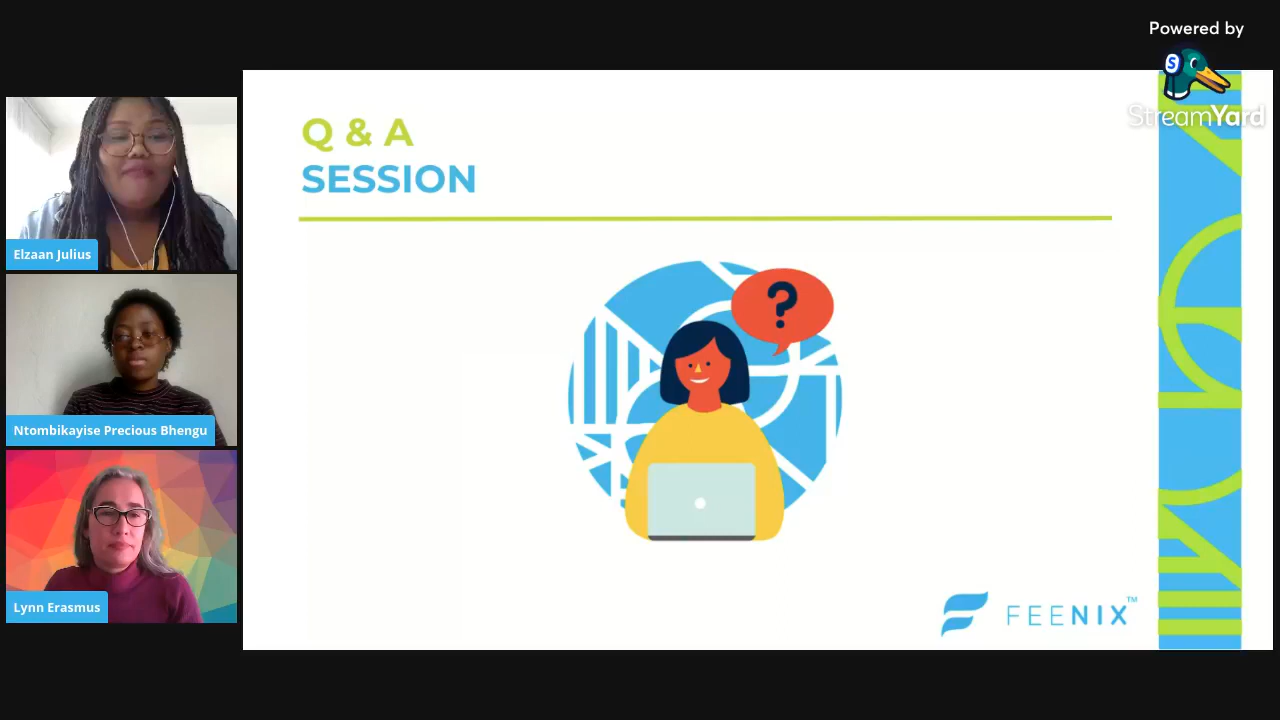 Powered by
StreamYard
Q & A
SESSION
?
Elzaan Julius
Ntombikayise Precious Bhengu
Lynn Erasmus
FEENIX™